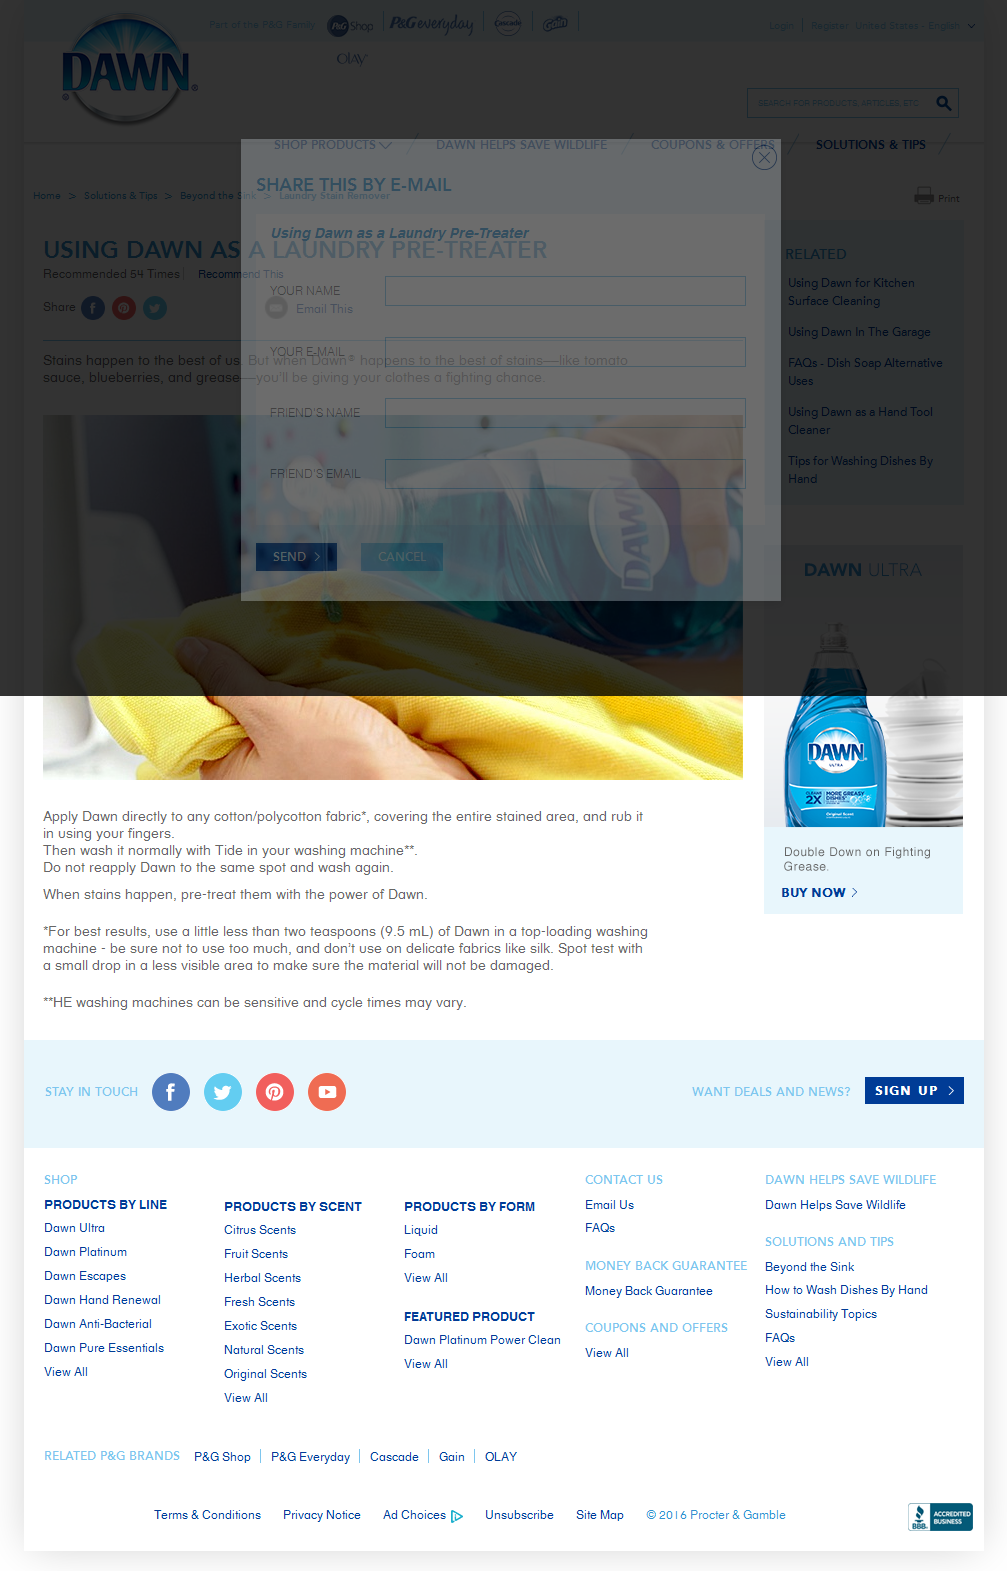 Part of the P&G Family
P&G Shop
P&G everyday
Cascade
Gain
OLAY
Login
Register
United States - English
DAWN
SEARCH FOR PRODUCTS, ARTICLES, ETC.
SHOP PRODUCTS
DAWN HELPS SAVE WILDLIFE
COUPONS & OFFERS
SOLUTIONS & TIPS
Home > Solutions & Tips > Beyond the Sink > Laundry Stain Remover
Print
SHARE THIS BY E-MAIL
Using Dawn as a Laundry Pre-Treater
YOUR NAME
YOUR E-MAIL
FRIEND'S NAME
FRIEND'S EMAIL
SEND
CANCEL
USING DAWN AS A LAUNDRY PRE-TREATER
Recommended 54 Times
Recommend This
Share
Email This
Stains happen to the best of us. But when Dawn® happens to the best of stains—like tomato
sauce, blueberries, and grease—you'll be giving your clothes a fighting chance.
DAWN
RELATED
Using Dawn for Kitchen
Surface Cleaning
Using Dawn In The Garage
FAQs - Dish Soap Alternative
Uses
Using Dawn as a Hand Tool
Cleaner
Tips for Washing Dishes By
Hand
DAWN ULTRA
DAWN
ULTRA
2X
MORE GREASY
DISHES
Original Scent
Double Down on Fighting
Grease.
BUY NOW
Apply Dawn directly to any cotton/polycotton fabric*, covering the entire stained area, and rub it
in using your fingers.
Then wash it normally with Tide in your washing machine**.
Do not reapply Dawn to the same spot and wash again.
When stains happen, pre-treat them with the power of Dawn.
*For best results, use a little less than two teaspoons (9.5 mL) of Dawn in a top-loading washing
machine - be sure not to use too much, and don't use on delicate fabrics like silk. Spot test with
a small drop in a less visible area to make sure the material will not be damaged.
**HE washing machines can be sensitive and cycle times may vary.
STAY IN TOUCH
WANT DEALS AND NEWS?
SIGN UP
SHOP
PRODUCTS BY LINE
Dawn Ultra
Dawn Platinum
Dawn Escapes
Dawn Hand Renewal
Dawn Anti-Bacterial
Dawn Pure Essentials
View All
PRODUCTS BY SCENT
Citrus Scents
Fruit Scents
Herbal Scents
Fresh Scents
Exotic Scents
Natural Scents
Original Scents
View All
PRODUCTS BY FORM
Liquid
Foam
View All
FEATURED PRODUCT
Dawn Platinum Power Clean
View All
CONTACT US
Email Us
FAQs
MONEY BACK GUARANTEE
Money Back Guarantee
COUPONS AND OFFERS
View All
DAWN HELPS SAVE WILDLIFE
Dawn Helps Save Wildlife
SOLUTIONS AND TIPS
Beyond the Sink
How to Wash Dishes By Hand
Sustainability Topics
FAQs
View All
RELATED P&G BRANDS
P&G Shop
P&G Everyday
Cascade
Gain
OLAY
Terms & Conditions
Privacy Notice
Ad Choices
Unsubscribe
Site Map
© 2016 Procter & Gamble
BBB
ACCREDITED
BUSINESS